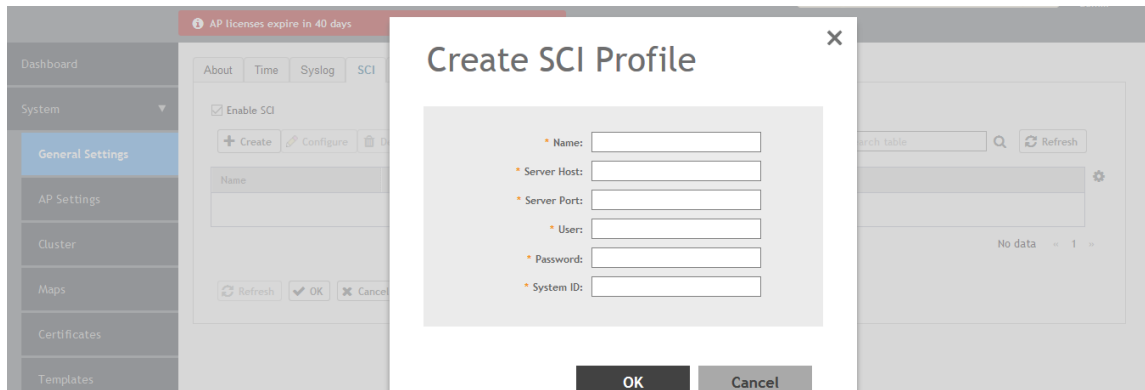 AP licenses expire in 40 days
Dashboard
System
General Settings
AP Settings
Cluster
Maps
Certificates
Templates
About Time Syslog SCI
Enable SCI
Create Configure
Name
Refresh OK Cancel
Create SCI Profile
* Name:
* Server Host:
* Server Port:
* User:
* Password:
* System ID:
OK Cancel
table Refresh
No data « 1 »